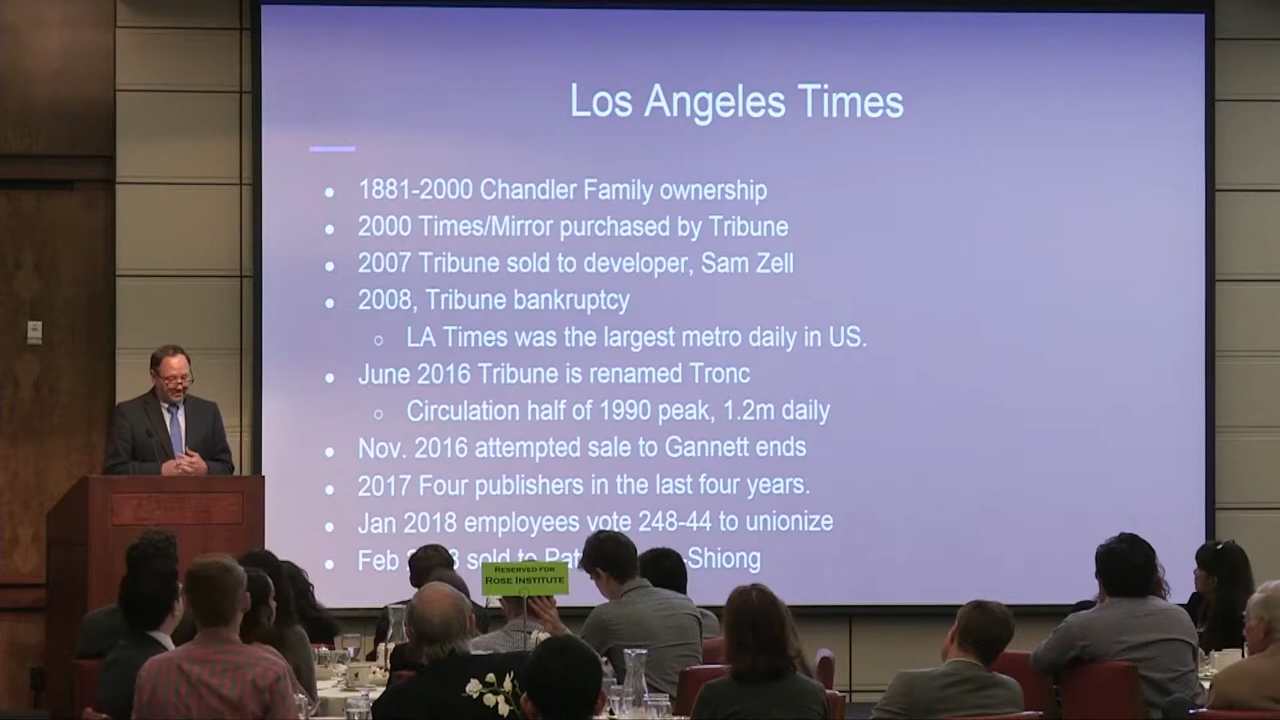 Los Angeles Times
● 1881-2000 Chandler Family ownership
● 2000 Times/Mirror purchased by Tribune
● 2007 Tribune sold to developer, Sam Zell
● 2008, Tribune bankruptcy
○ LA Times was the largest metro daily in US.
● June 2016 Tribune is renamed Tronc
○ Circulation half of 1990 peak, 1.2m daily
● Nov. 2016 attempted sale to Gannett ends
● 2017 Four publishers in the last four years.
● Jan 2018 employees vote 248-44 to unionize
● Feb sold to -Shiong
RESERVED FOR
ROSE INSTITUTE